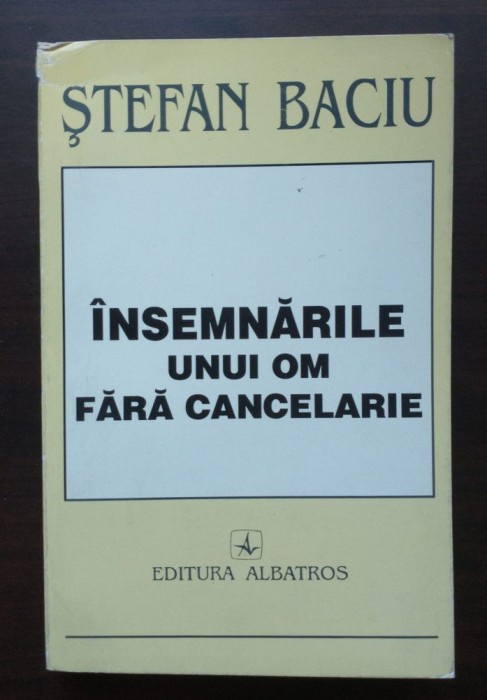 ŞTEFAN BACIU
ÎNSEMNĂRILE
UNUI OM
FĂRĂ CANCELARIE
EDITURA ALBATROS